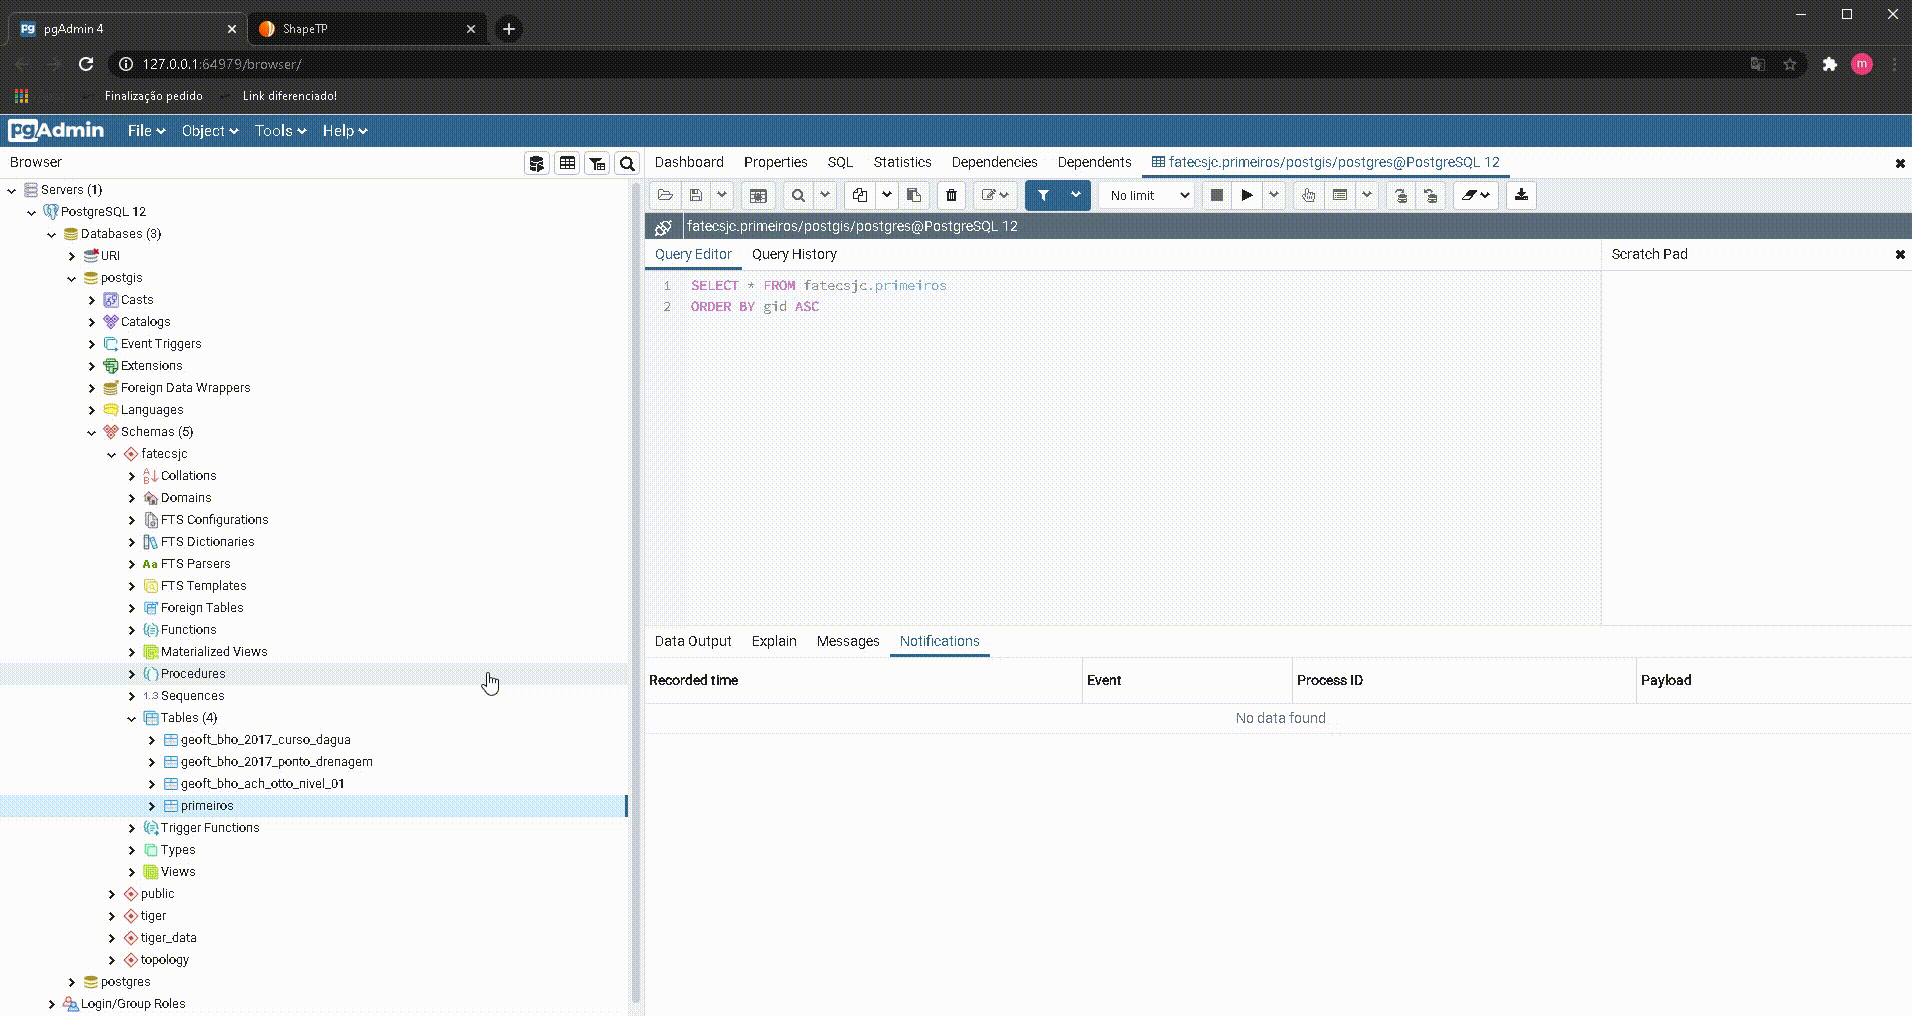 pgAdmin 4
ShapeTP
127.0.0.1:64979/browser/
m
Finalização pedido
Link diferenciado!
pgAdmin
File
Object
Tools
Help
Browser
Servers (1)
PostgreSQL 12
Databases (3)
URI
postgis
Casts
Catalogs
Event Triggers
Extensions
Foreign Data Wrappers
Languages
Schemas (5)
fatecsjc
Collations
Domains
FTS Configurations
FTS Dictionaries
Aa FTS Parsers
FTS Templates
Foreign Tables
Functions
Materialized Views
Procedures
1..3 Sequences
Tables (4)
geoft_bho_2017_curso_dagua
geoft_bho_2017_ponto_drenagem
geoft_bho_ach_otto_nivel_01
primeiros
Trigger Functions
Types
Views
public
tiger
tiger_data
topology
postgres
Login/Group Roles
Dashboard
Properties
SQL
Statistics
Dependencies
Dependents
fatecsjc.primeiros/postgis/postgres@PostgreSQL 12
No limit
fatecsjc.primeiros/postgis/postgres@PostgreSQL 12
Query Editor
Query History
Scratch Pad
1 SELECT * FROM fatecsjc.primeiros
2 ORDER BY gid ASC
Data Output
Explain
Messages
Notifications
Recorded time
Event
Process ID
Payload
No data found